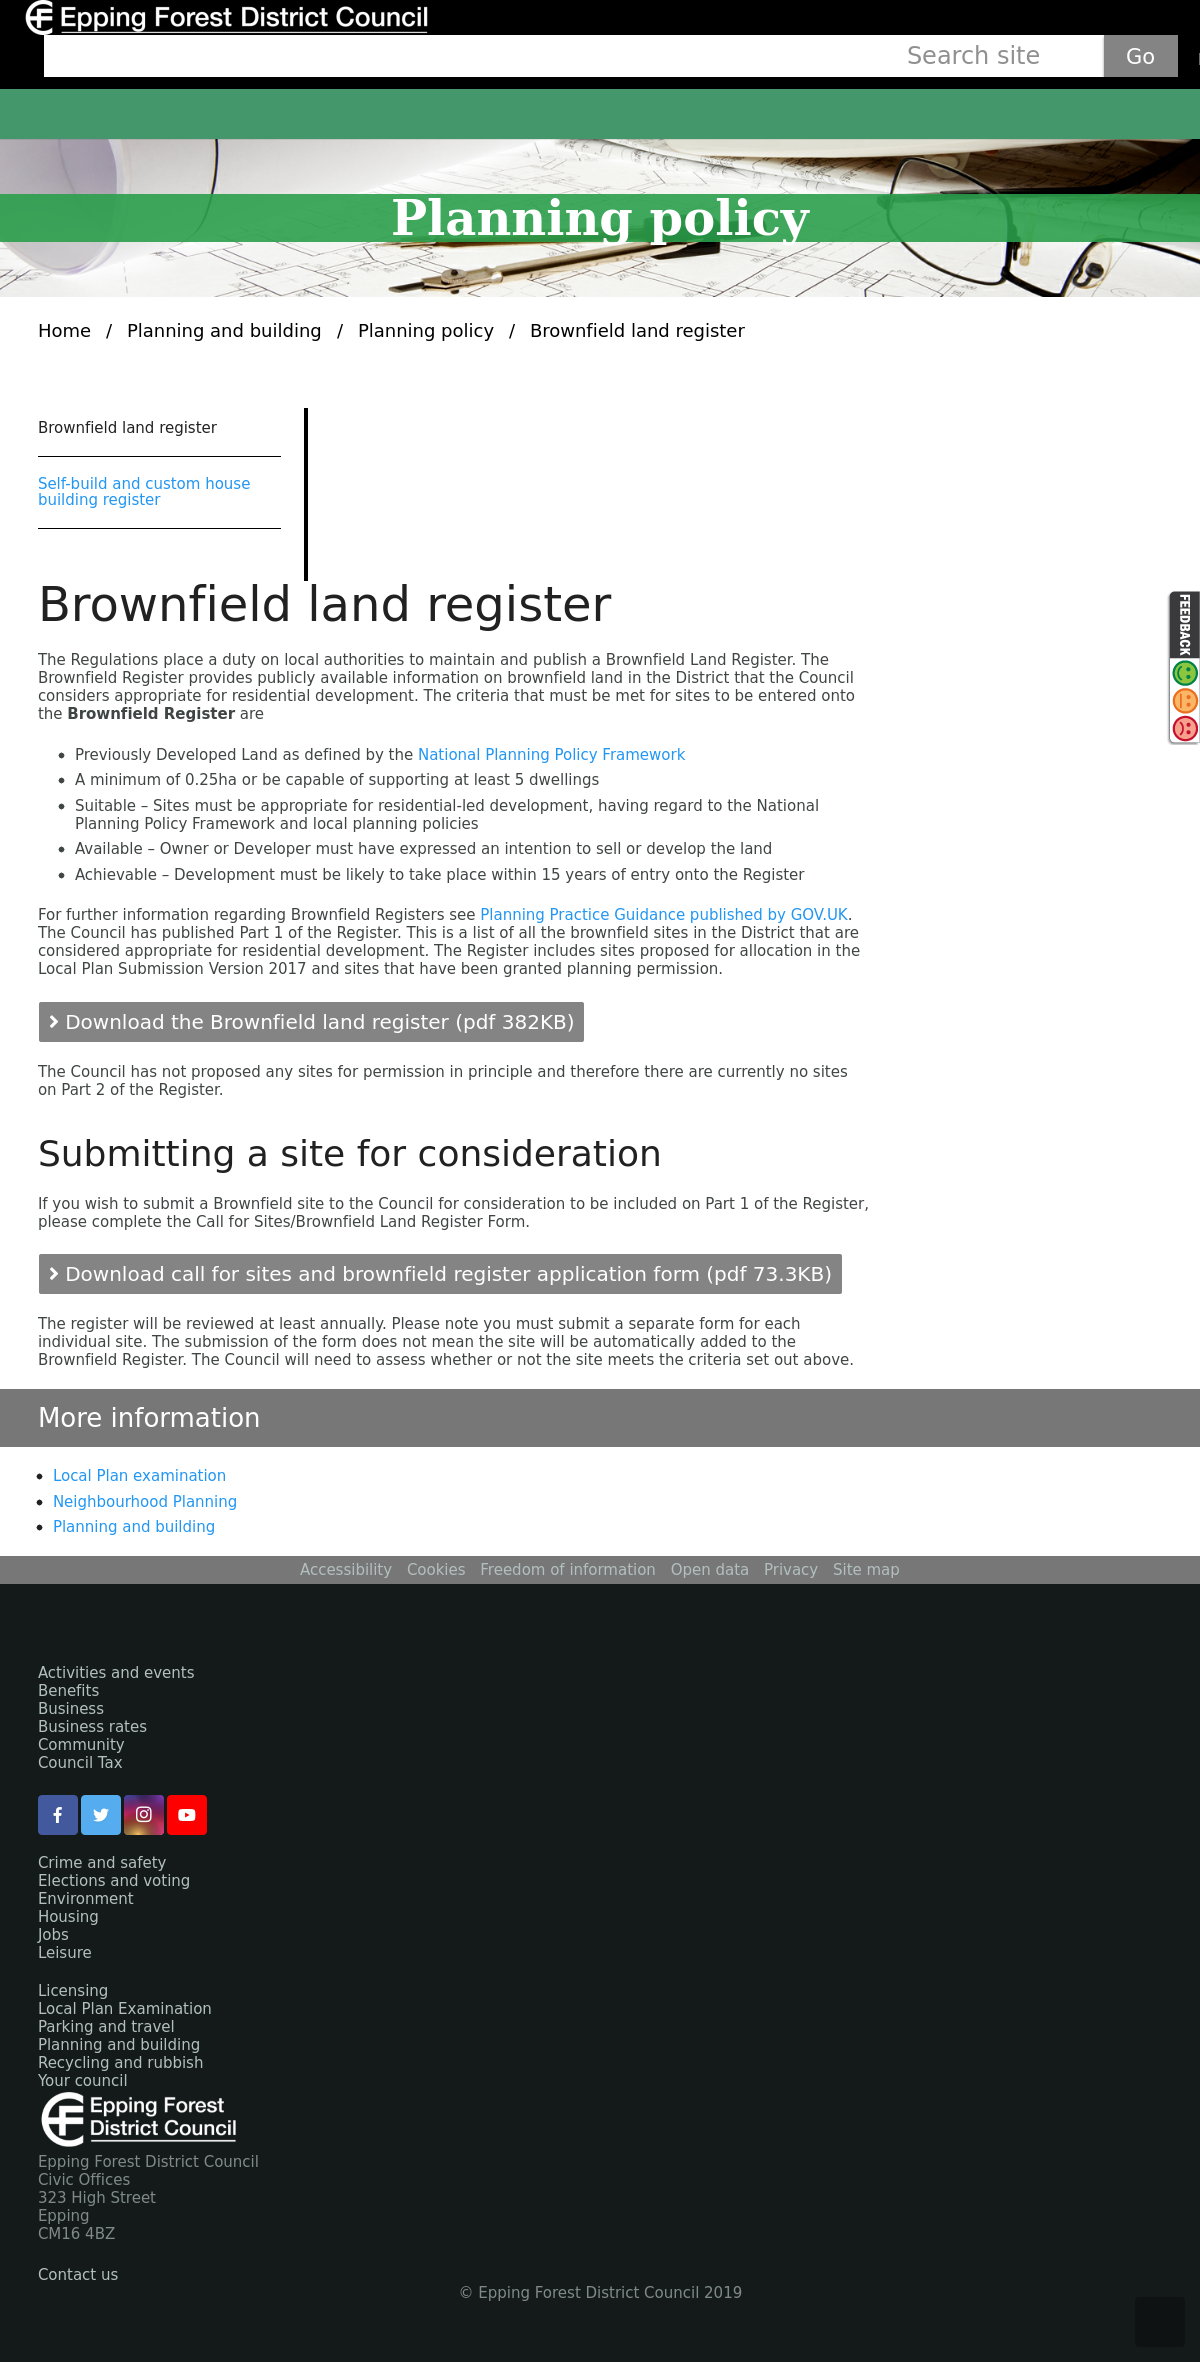 Epping Forest District Council
Search site
Go
Planning policy
Home / Planning and building / Planning policy / Brownfield land register
Brownfield land register
Self-build and custom house
building register
Brownfield land register
FEEDBACK
The Regulations place a duty on local authorities to maintain and publish a Brownfield Land Register. The
Brownfield Register provides publicly available information on brownfield land in the District that the Council
considers appropriate for residential development. The criteria that must be met for sites to be entered onto
the Brownfield Register are
• Previously Developed Land as defined by the National Planning Policy Framework
• A minimum of 0.25ha or be capable of supporting at least 5 dwellings
• Suitable – Sites must be appropriate for residential-led development, having regard to the National
Planning Policy Framework and local planning policies
• Available – Owner or Developer must have expressed an intention to sell or develop the land
• Achievable – Development must be likely to take place within 15 years of entry onto the Register
For further information regarding Brownfield Registers see Planning Practice Guidance published by GOV.UK.
The Council has published Part 1 of the Register. This is a list of all the brownfield sites in the District that are
considered appropriate for residential development. The Register includes sites proposed for allocation in the
Local Plan Submission Version 2017 and sites that have been granted planning permission.
Download the Brownfield land register (pdf 382KB)
The Council has not proposed any sites for permission in principle and therefore there are currently no sites
on Part 2 of the Register.
Submitting a site for consideration
If you wish to submit a Brownfield site to the Council for consideration to be included on Part 1 of the Register,
please complete the Call for Sites/Brownfield Land Register Form.
Download call for sites and brownfield register application form (pdf 73.3KB)
The register will be reviewed at least annually. Please note you must submit a separate form for each
individual site. The submission of the form does not mean the site will be automatically added to the
Brownfield Register. The Council will need to assess whether or not the site meets the criteria set out above.
More information
• Local Plan examination
• Neighbourhood Planning
• Planning and building
Accessibility Cookies Freedom of information Open data Privacy Site map
Activities and events
Benefits
Business
Business rates
Community
Council Tax
Crime and safety
Elections and voting
Environment
Housing
Jobs
Leisure
Licensing
Local Plan Examination
Parking and travel
Planning and building
Recycling and rubbish
Your council
Epping Forest
District Council
Epping Forest District Council
Civic Offices
323 High Street
Epping
CM16 4BZ
Contact us
© Epping Forest District Council 2019